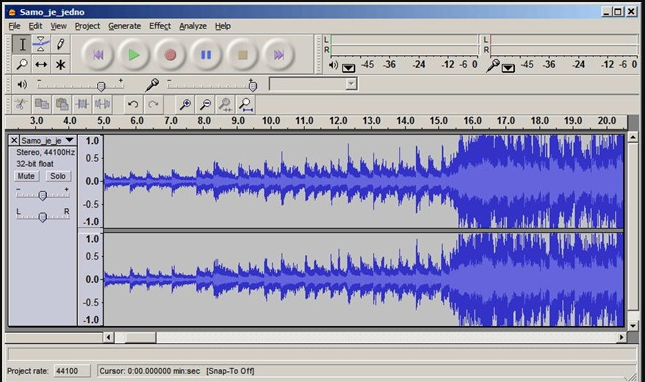 Samo_je_jedno
File Edit View Project Generate Effect Analyze Help
L
R
-45 -36 -24 -12 -6 0
L
R
-45 -36 -24 -12 -6 0
- +
- +
3.0 4.0 5.0 6.0 7.0 8.0 9.0 10.0 11.0 12.0 13.0 14.0 15.0 16.0 17.0 18.0 19.0 20.0
Samo_je_je
Stereo, 44100Hz
32-bit float
Mute Solo
- +
L R
1.0
0.5
0.0
-0.5
-1.0
1.0
0.5
0.0
-0.5
-1.0
Project rate: 44100 Cursor: 0:00.000000 min:sec [Snap-To Off]